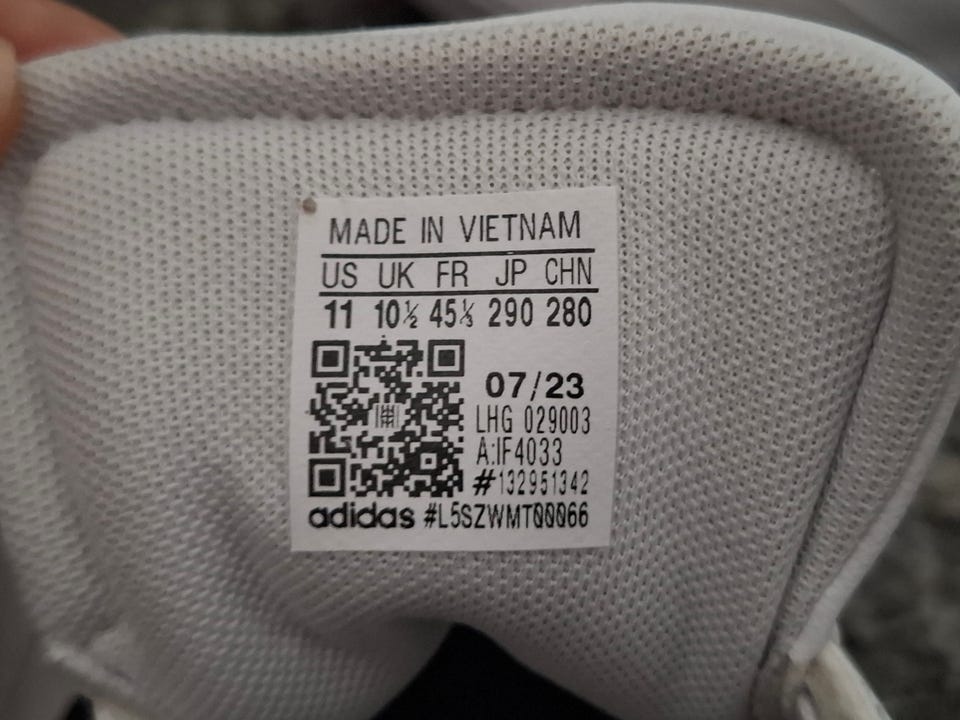 MADE IN VIETNAM
US UK FR JP CHN
11 10½ 45⅓ 290 280
07/23
LHG 029003
A:IF4033
#132951342
adidas #L5SZWMT00066